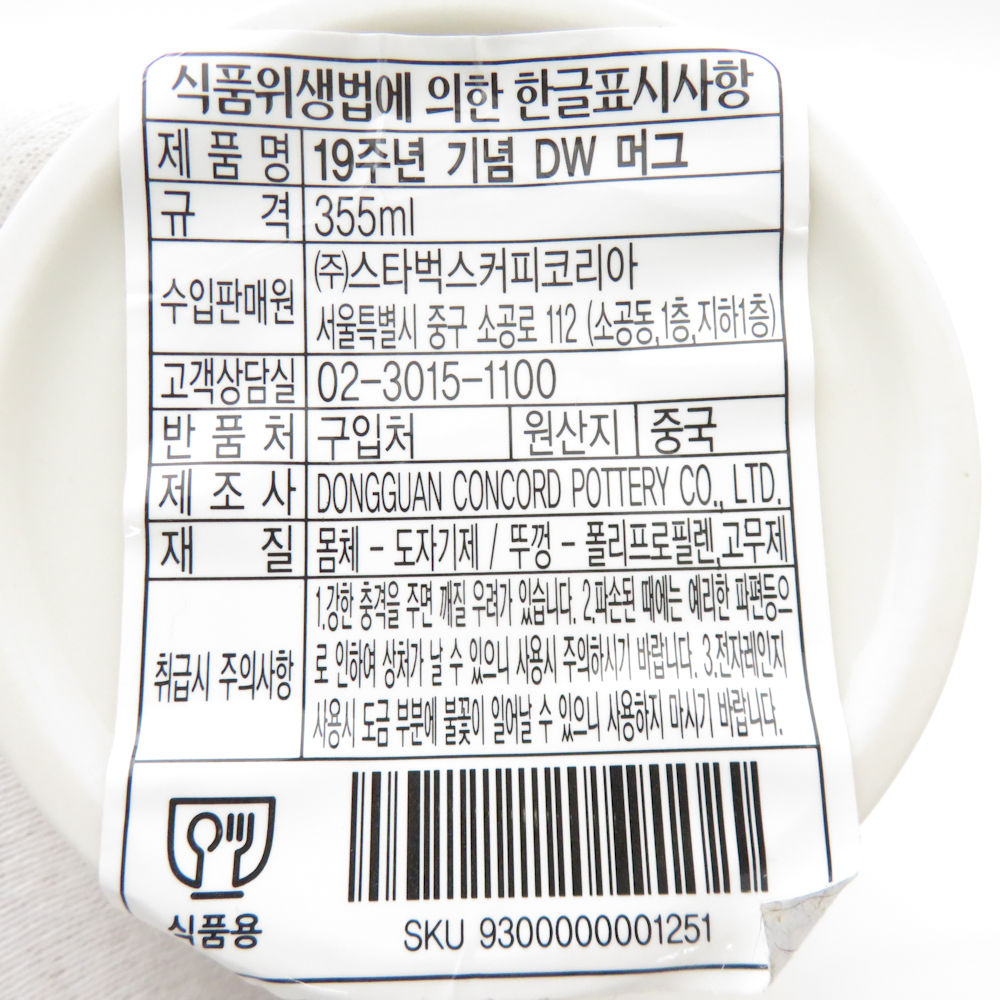 식품위생법에 의한 한글표시사항
제품명 19주년 기념 DW 머그
규격 355ml
수입판매원 (주)스타벅스커피코리아
서울특별시 중구 소공로 112 (소공동,1층,지하1층)
고객상담실 02-3015-1100
반품처 구입처 원산지 중국
제조사 DONGGUAN CONCORD POTTERY CO., LTD.
재질 몸체 - 도자기제 / 뚜껑 - 폴리프로필렌,고무제
취급시 주의사항 1.강한 충격을 주면 깨질 우려가 있습니다. 2.파손된 때에는 예리한 파편등으
로 인하여 상처가 날 수 있으니 사용시 주의하시기 바랍니다. 3.전자레인지
사용시 도금 부분에 불꽃이 일어날 수 있으니 사용하지 마시기 바랍니다.
식품용
SKU 9300000001251